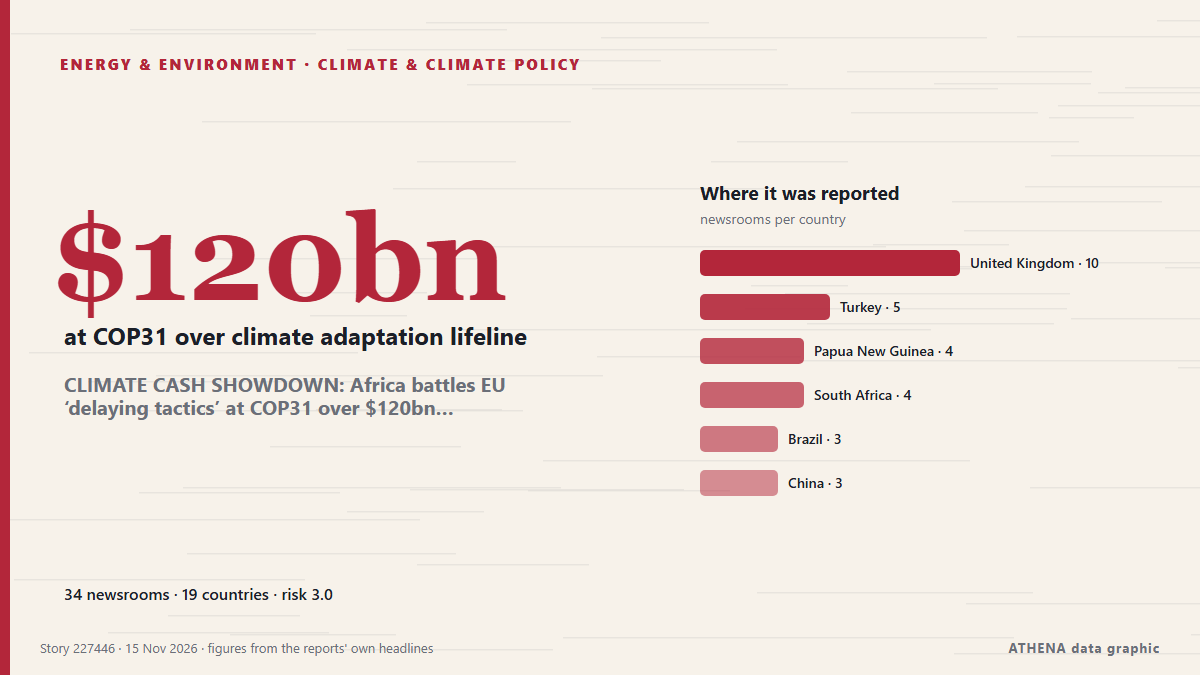 ENERGY & ENVIRONMENT · CLIMATE & CLIMATE POLICY
$120bn
at COP31 over climate adaptation lifeline
CLIMATE CASH SHOWDOWN: Africa battles EU
‘delaying tactics’ at COP31 over $120bn…
34 newsrooms · 19 countries · risk 3.0
Where it was reported
newsrooms per country
United Kingdom · 10
Turkey · 5
Papua New Guinea · 4
South Africa · 4
Brazil · 3
China · 3
Story 227446 · 15 Nov 2026 · figures from the reports' own headlines
ATHENA data graphic